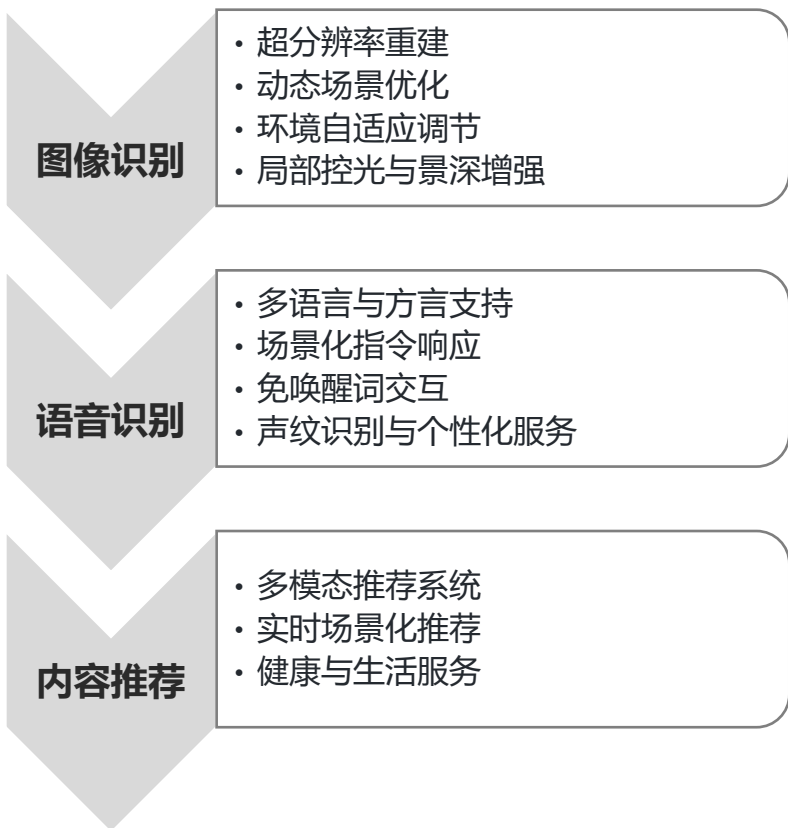 图像识别
• 超分辨率重建
• 动态场景优化
• 环境自适应调节
• 局部控光与景深增强
语音识别
• 多语言与方言支持
• 场景化指令响应
• 免唤醒词交互
• 声纹识别与个性化服务
内容推荐
• 多模态推荐系统
• 实时场景化推荐
• 健康与生活服务